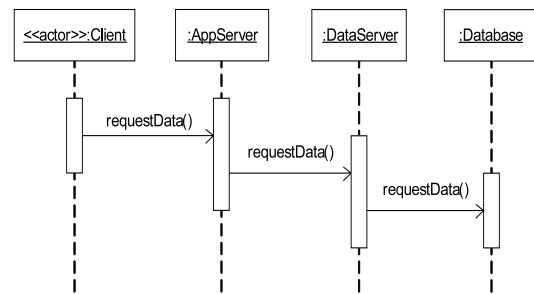 <<actor>>:Client
:AppServer
:DataServer
:Database
requestData()
requestData()
requestData()